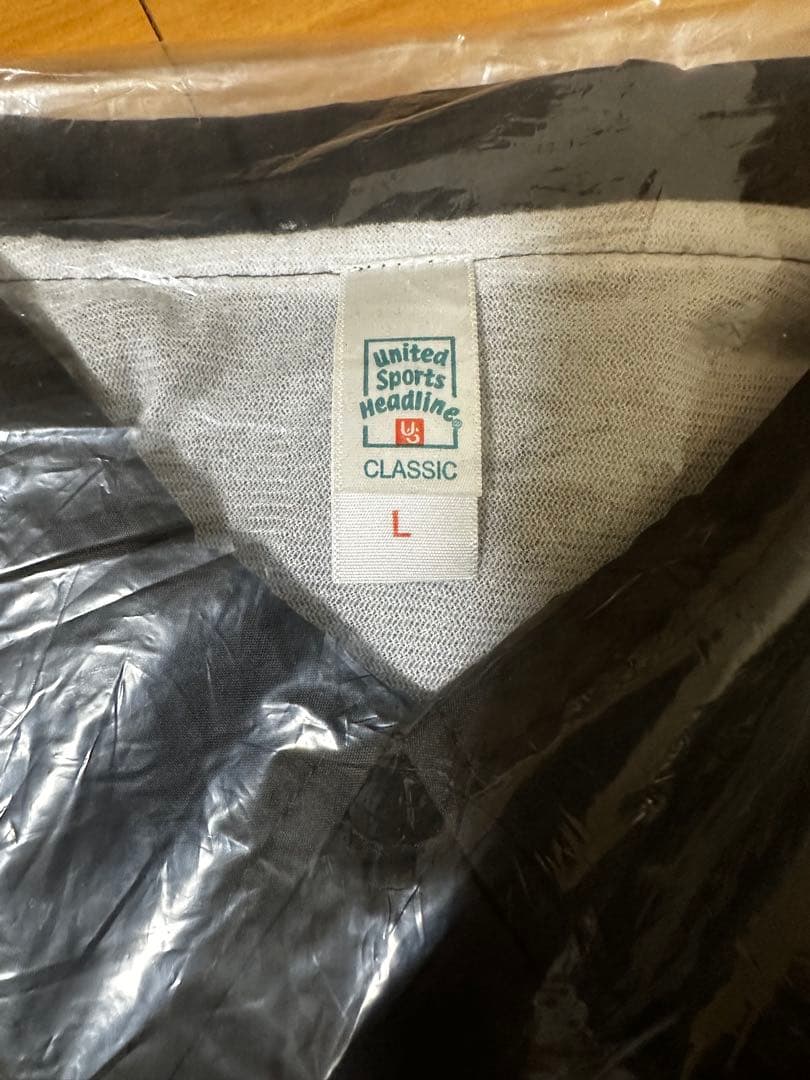 United
Sports
Headline®
US
CLASSIC
L